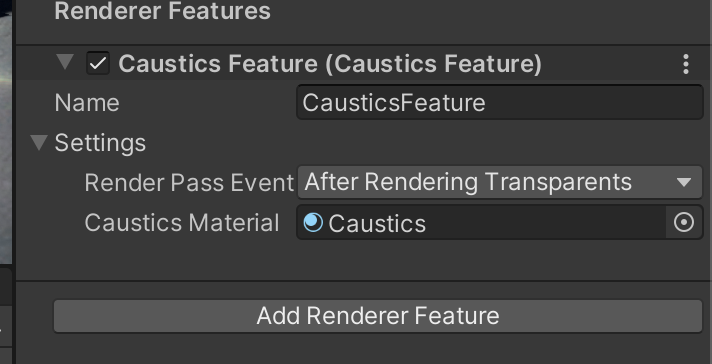 Renderer Features
Caustics Feature (Caustics Feature)
Name CausticsFeature
Settings
Render Pass Event After Rendering Transparents
Caustics Material Caustics
Add Renderer Feature